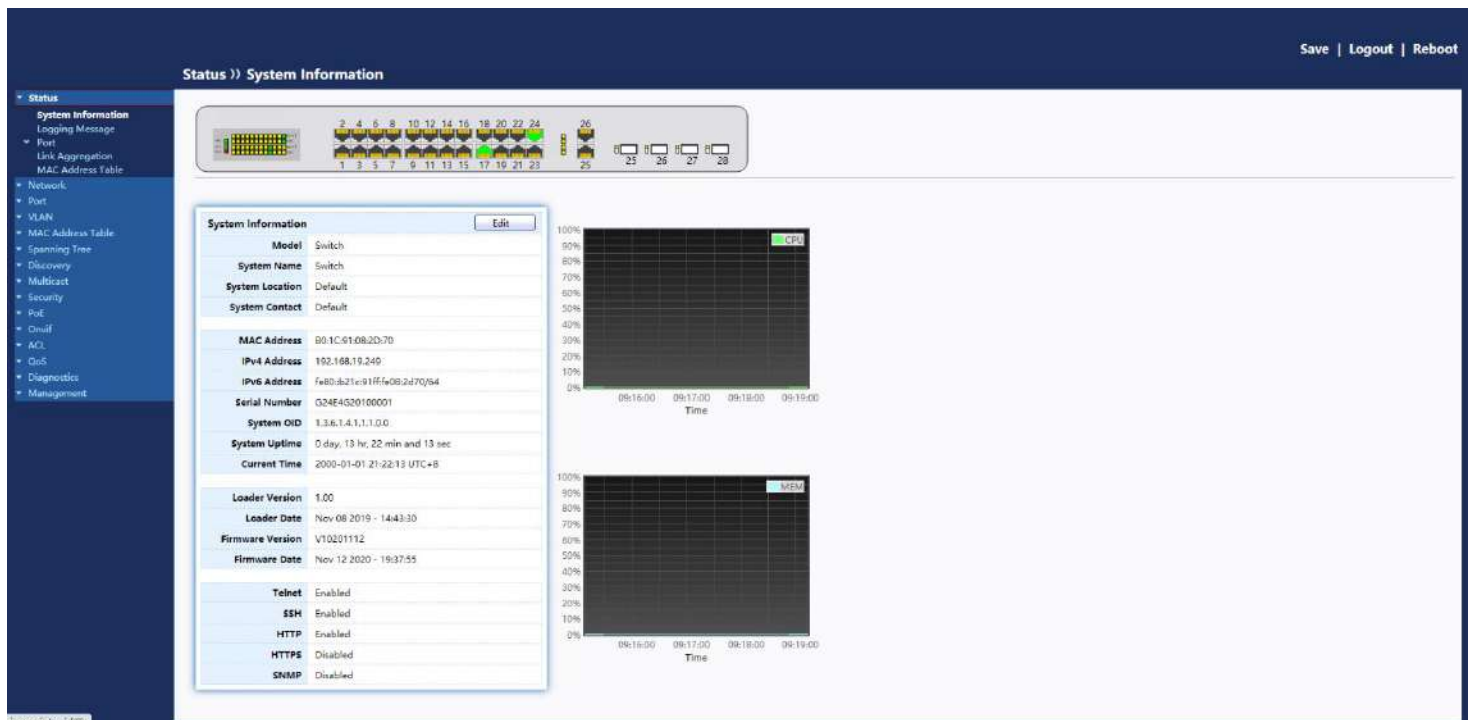 Save | Logout | Reboot
Status 》 System Information
Status
System Information
Logging Message
Port
Link Aggregation
MAC Address Table
Network
Port
VLAN
MAC Address Table
Spanning Tree
Discovery
Multicast
Security
PoE
Onvif
ACL
QoS
Diagnostics
Management
2 4 6 8 10 12 14 16 18 20 22 24 26
1 3 5 7 9 11 13 15 17 19 21 23 25
25 26 27 28
System Information Edit
Model Switch
System Name Switch
System Location Default
System Contact Default
MAC Address B0:1C:91:08:2D:70
IPv4 Address 192.168.19.249
IPv6 Address fe80::b21c:91ff:fe08:2d70/64
Serial Number G24E4G20100001
System OID 1.3.6.1.4.1.1.1.0.0
System Uptime 0 day, 13 hr, 22 min and 13 sec
Current Time 2000-01-01 21:22:13 UTC+8
Loader Version 1.00
Loader Date Nov 08 2019 - 14:43:30
Firmware Version V10201112
Firmware Date Nov 12 2020 - 19:37:55
Telnet Enabled
SSH Enabled
HTTP Enabled
HTTPS Disabled
SNMP Disabled
100%
CPU
90%
80%
70%
60%
50%
40%
30%
20%
10%
0%
09:16:00 09:17:00 09:18:00 09:19:00
Time
100%
MEM
90%
80%
70%
60%
50%
40%
30%
20%
10%
0%
09:16:00 09:17:00 09:18:00 09:19:00
Time